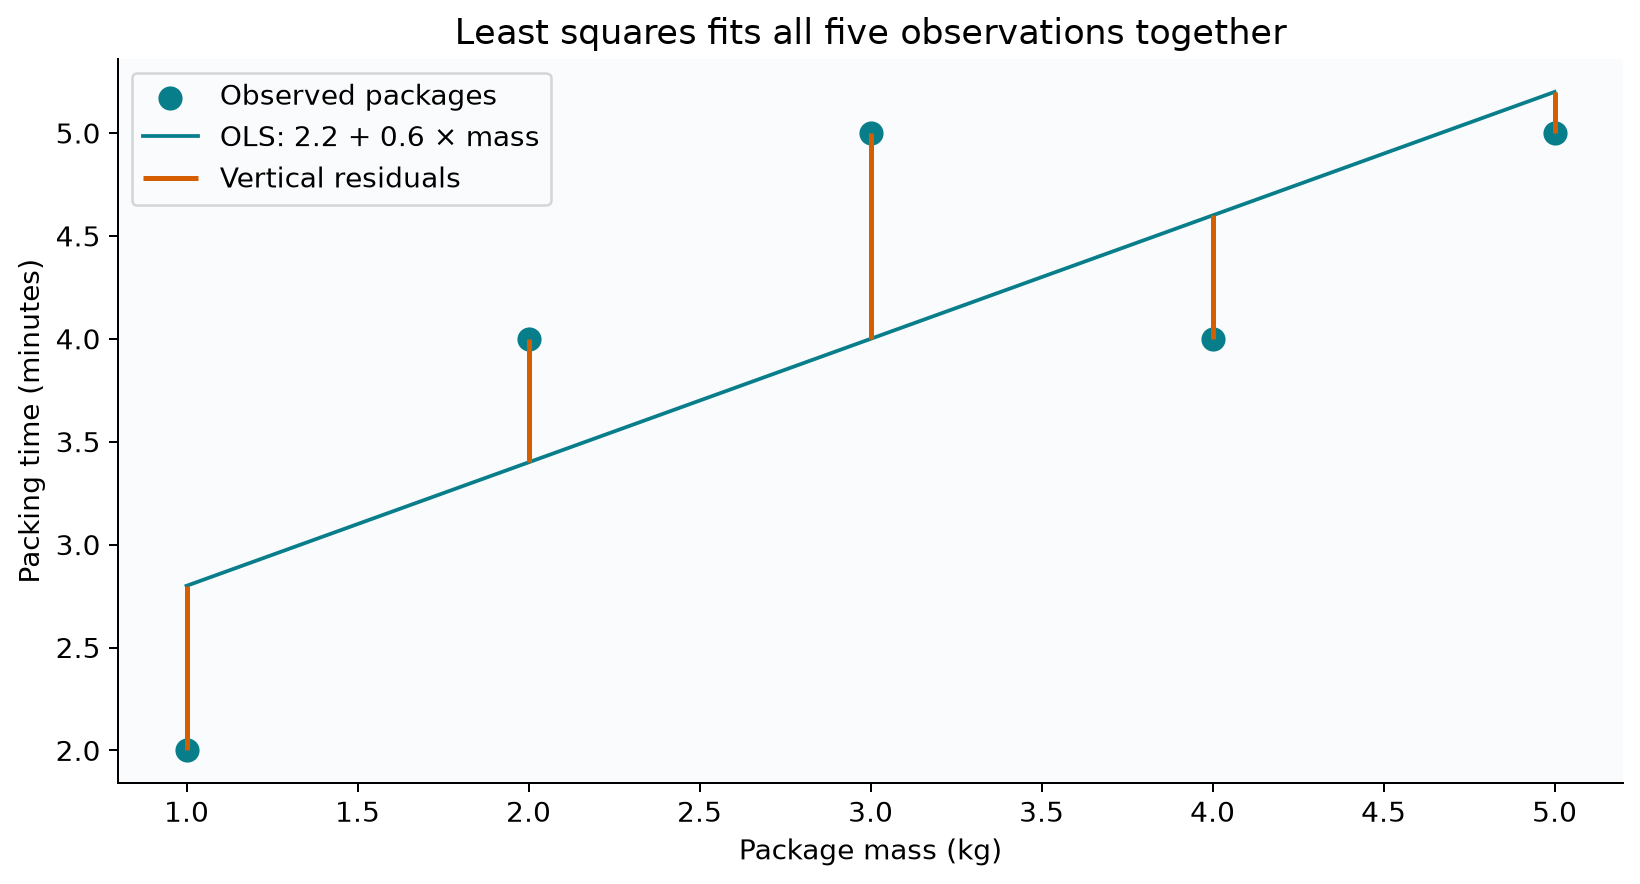 Least squares fits all five observations together
Observed packages
OLS: 2.2 + 0.6 × mass
Vertical residuals
Packing time (minutes)
5.0
4.5
4.0
3.5
3.0
2.5
2.0
1.0 1.5 2.0 2.5 3.0 3.5 4.0 4.5 5.0
Package mass (kg)